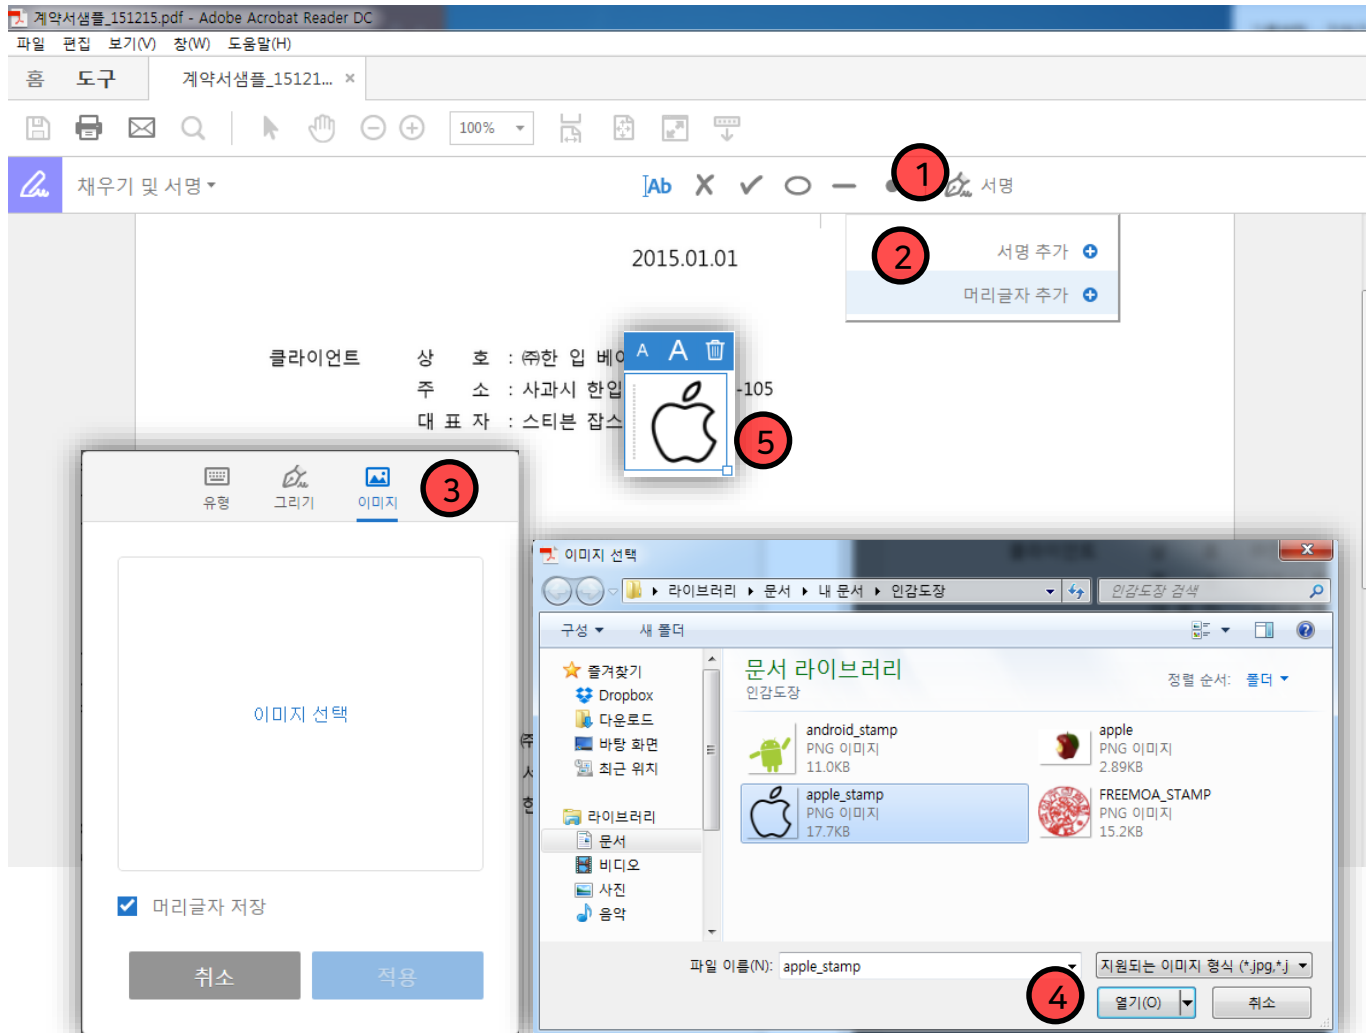 계약서샘플_151215.pdf - Adobe Acrobat Reader DC
파일 편집 보기(V) 창(W) 도움말(H)
홈 도구 계약서샘플_15121... ×
100%
채우기 및 서명 Ab 1 서명
2015.01.01
2 서명 추가
머리글자 추가
A A
클라이언트 상 호 : ㈜한 입 베이
주 소 : 사과시 한입 -105
대 표 자 : 스티븐 잡스
5
유형 그리기 이미지 3
이미지 선택
머리글자 저장
취소 적용
이미지 선택
라이브러리 ▸ 문서 ▸ 내 문서 ▸ 인감도장 인감도장 검색
구성 새 폴더
즐겨찾기
Dropbox
다운로드
바탕 화면
최근 위치
라이브러리
문서
비디오
사진
음악
문서 라이브러리
인감도장
정렬 순서: 폴더
android_stamp
PNG 이미지
11.0KB
apple
PNG 이미지
2.89KB
apple_stamp
PNG 이미지
17.7KB
FREEMOA_STAMP
PNG 이미지
15.2KB
파일 이름(N): apple_stamp 지원되는 이미지 형식 (*.jpg,*.j
4 열기(O) 취소